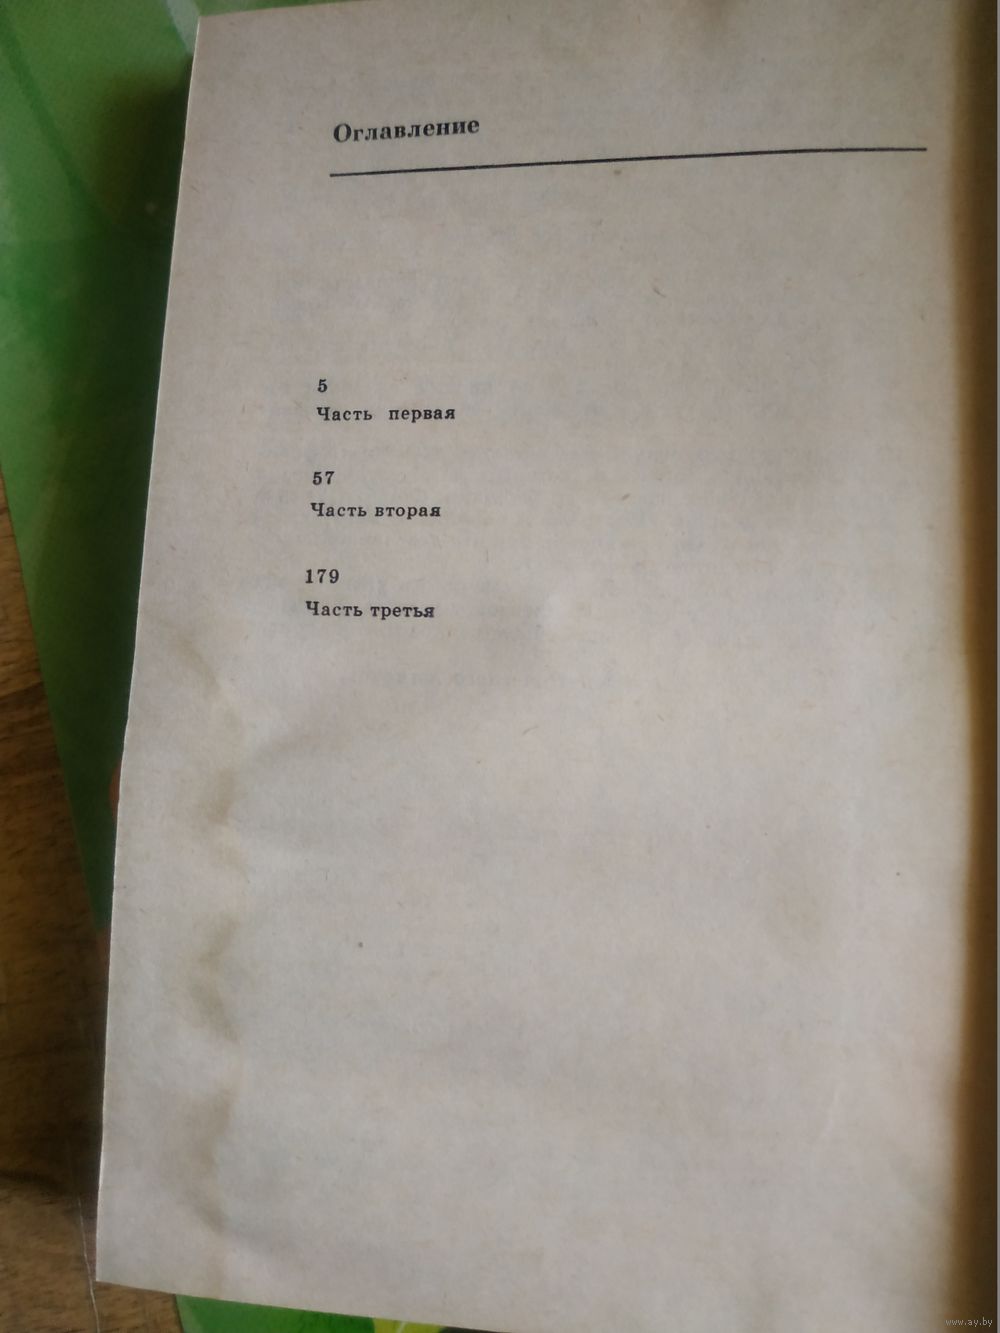 Оглавление
5
Часть первая
57
Часть вторая
179
Часть третья
www.ay.by